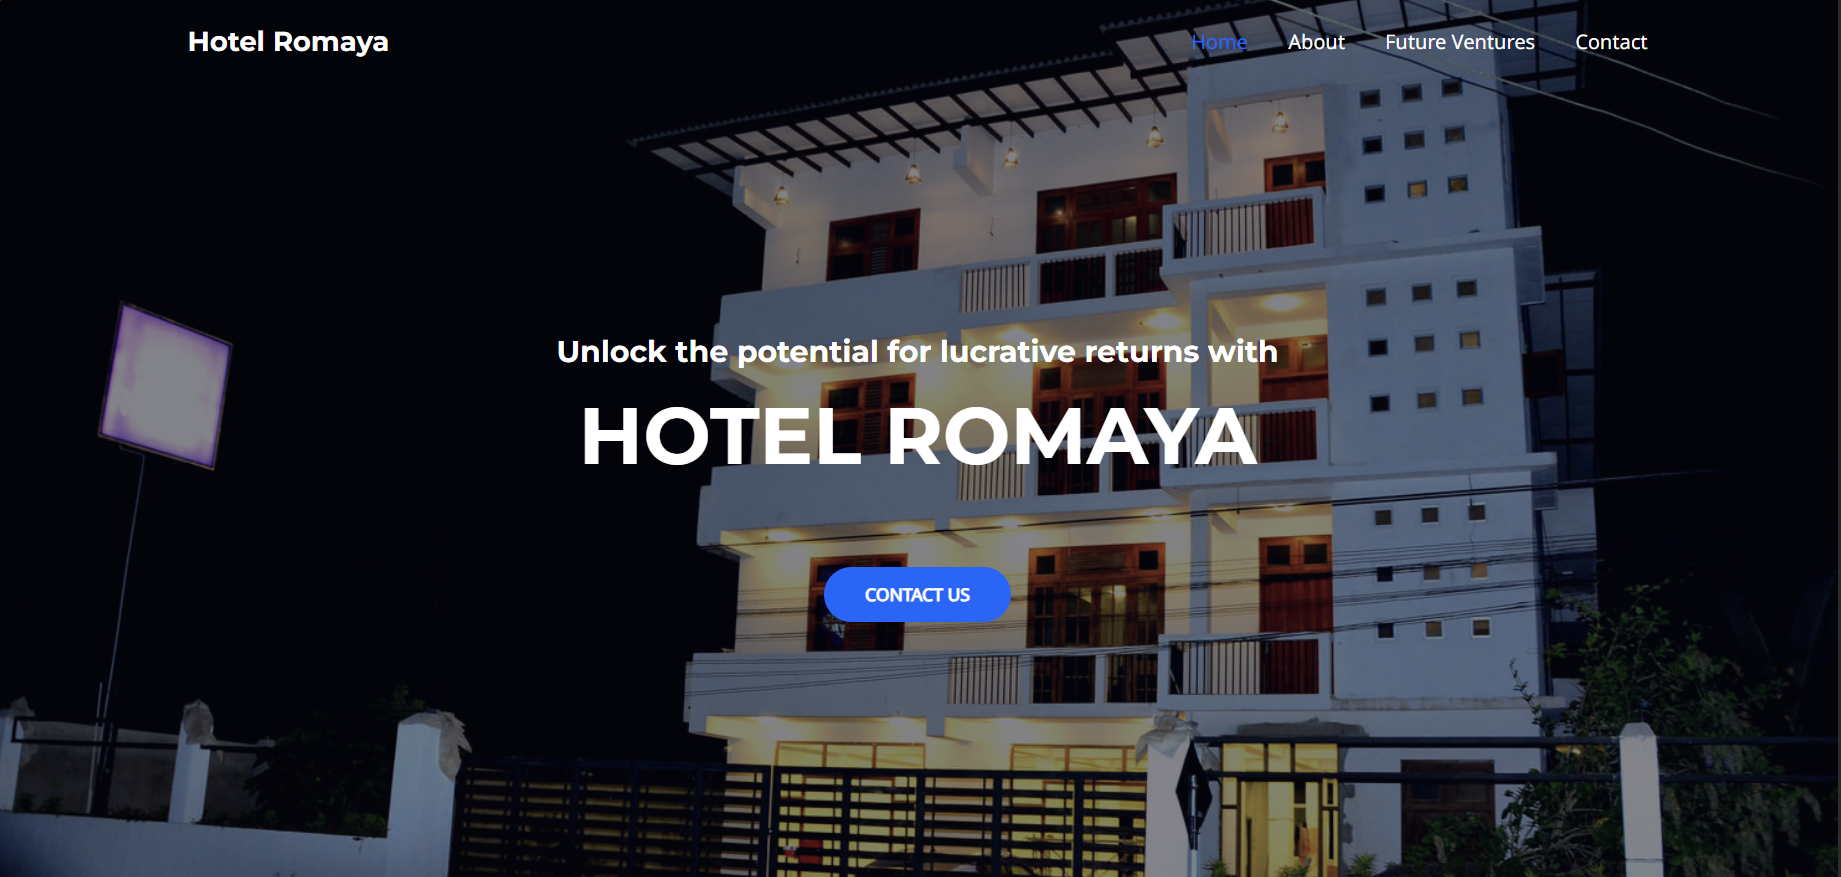 Hotel Romaya
Home About Future Ventures Contact
Unlock the potential for lucrative returns with
HOTEL ROMAYA
CONTACT US